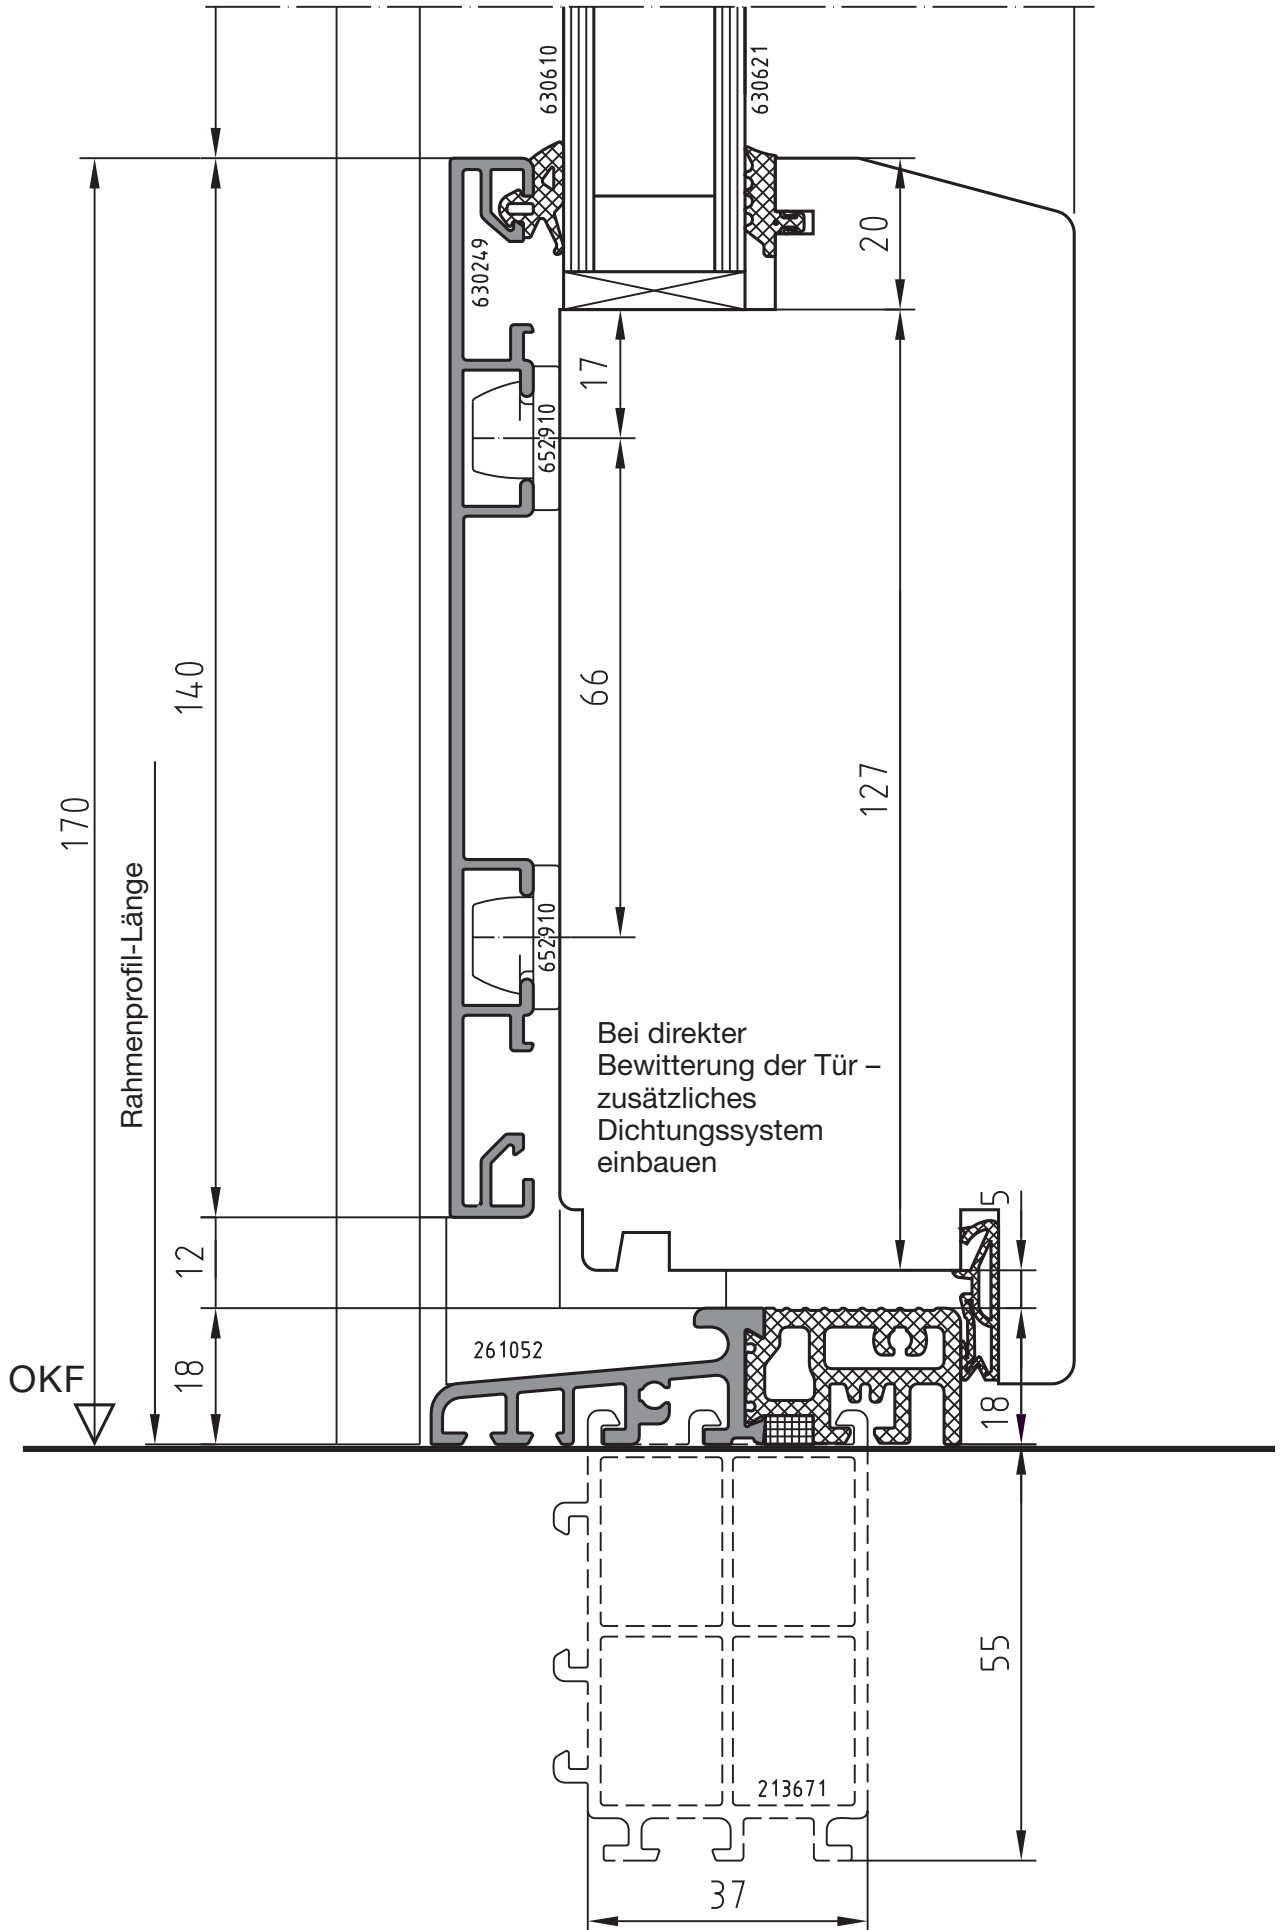 630610
630621
630249
20
17
652910
140
66
127
170
Rahmenprofil-Länge
652910
Bei direkter
Bewitterung der Tür –
zusätzliches
Dichtungssystem
einbauen
5
12
261052
OKF
18
18
55
213671
37